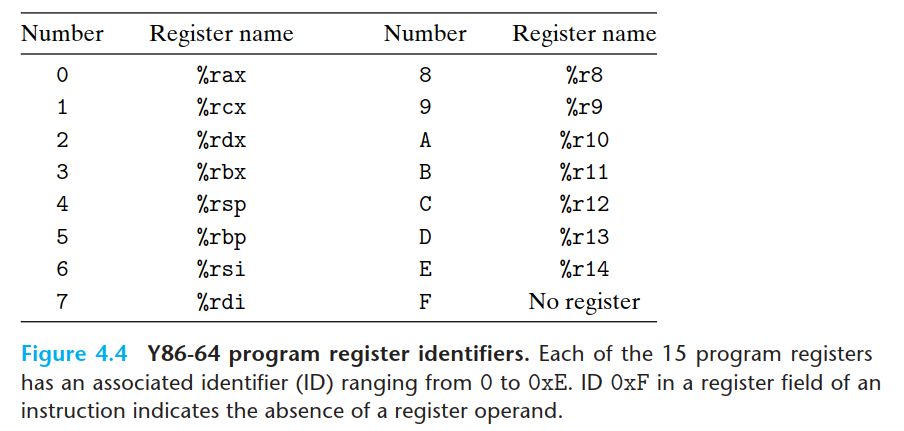 Number Register name Number Register name
0 %rax 8 %r8
1 %rcx 9 %r9
2 %rdx A %r10
3 %rbx B %r11
4 %rsp C %r12
5 %rbp D %r13
6 %rsi E %r14
7 %rdi F No register
Figure 4.4 Y86-64 program register identifiers. Each of the 15 program registers
has an associated identifier (ID) ranging from 0 to 0xE. ID 0xF in a register field of an
instruction indicates the absence of a register operand.